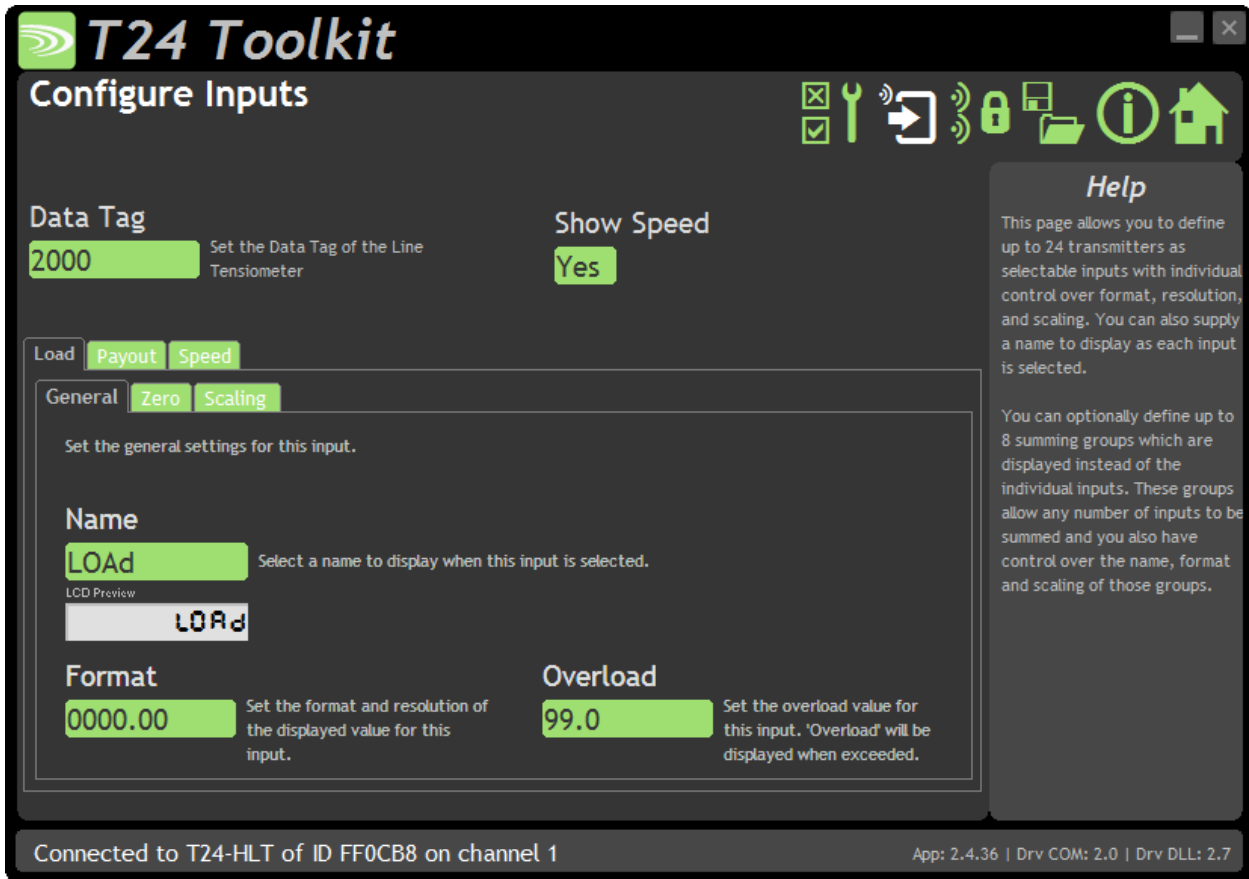 T24 Toolkit
Configure Inputs
Data Tag
2000
Set the Data Tag of the Line
Tensiometer
Show Speed
Yes
Load Payout Speed
General Zero Scaling
Set the general settings for this input.
Name
LOAd
Select a name to display when this input is selected.
LCD Preview
LOAd
Format
0000.00
Set the format and resolution of
the displayed value for this
input.
Overload
99.0
Set the overload value for
this input. 'Overload' will be
displayed when exceeded.
Help
This page allows you to define
up to 24 transmitters as
selectable inputs with individual
control over format, resolution,
and scaling. You can also supply
a name to display as each input
is selected.
You can optionally define up to
8 summing groups which are
displayed instead of the
individual inputs. These groups
allow any number of inputs to be
summed and you also have
control over the name, format
and scaling of those groups.
Connected to T24-HLT of ID FF0CB8 on channel 1
App: 2.4.36 | Drv COM: 2.0 | Drv DLL: 2.7